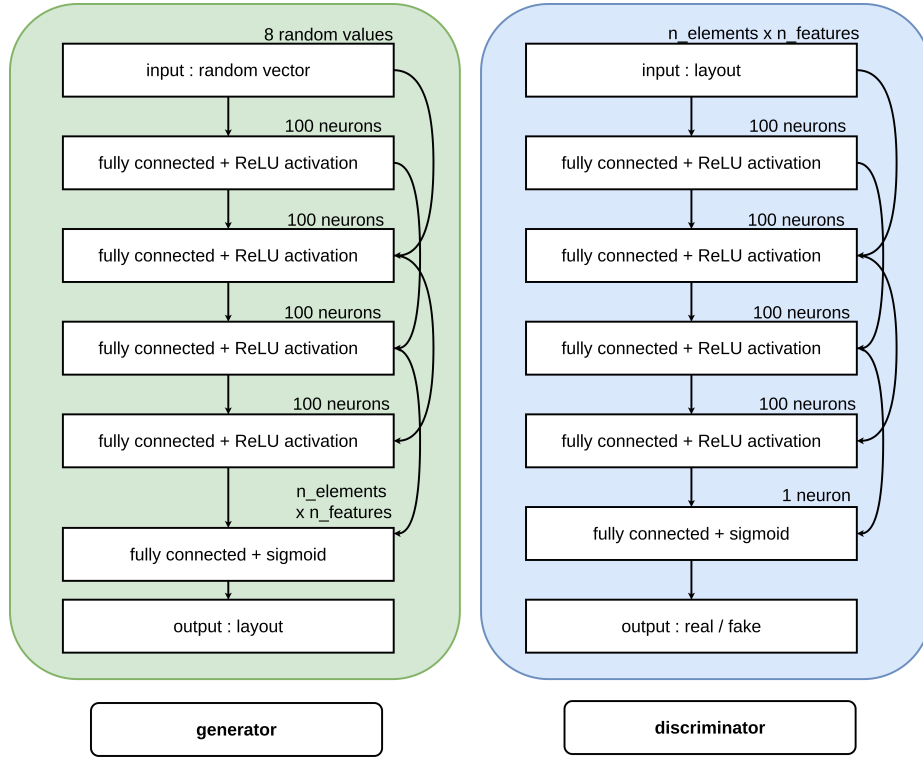 8 random values
input : random vector
100 neurons
fully connected + ReLU activation
100 neurons
fully connected + ReLU activation
100 neurons
fully connected + ReLU activation
100 neurons
fully connected + ReLU activation
n_elements
x n_features
fully connected + sigmoid
output : layout
generator
n_elements x n_features
input : layout
100 neurons
fully connected + ReLU activation
100 neurons
fully connected + ReLU activation
100 neurons
fully connected + ReLU activation
100 neurons
fully connected + ReLU activation
1 neuron
fully connected + sigmoid
output : real / fake
discriminator